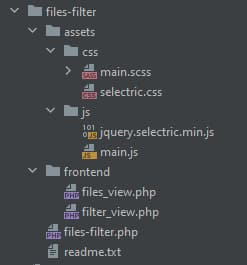 files-filter
assets
css
main.scss
selectric.css
js
jquery.selectric.min.js
main.js
frontend
files_view.php
filter_view.php
files-filter.php
readme.txt